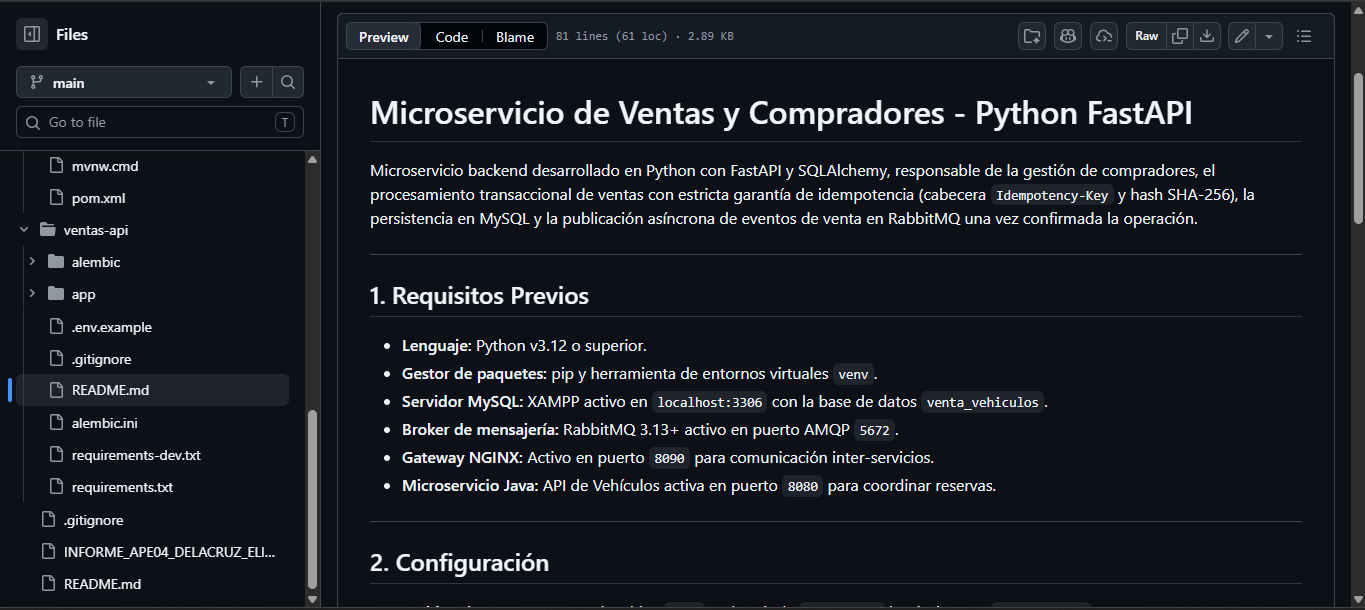 Files
main
Go to file
T
mvnw.cmd
pom.xml
ventas-api
alembic
app
.env.example
.gitignore
README.md
alembic.ini
requirements-dev.txt
requirements.txt
.gitignore
INFORME_APE04_DELACRUZ_ELI...
README.md
Preview Code Blame 81 lines (61 loc) · 2.89 KB Raw
Microservicio de Ventas y Compradores - Python FastAPI
Microservicio backend desarrollado en Python con FastAPI y SQLAlchemy, responsable de la gestión de compradores, el
procesamiento transaccional de ventas con estricta garantía de idempotencia (cabecera Idempotency-Key y hash SHA-256), la
persistencia en MySQL y la publicación asíncrona de eventos de venta en RabbitMQ una vez confirmada la operación.
1. Requisitos Previos
• Lenguaje: Python v3.12 o superior.
• Gestor de paquetes: pip y herramienta de entornos virtuales venv.
• Servidor MySQL: XAMPP activo en localhost:3306 con la base de datos venta_vehiculos.
• Broker de mensajería: RabbitMQ 3.13+ activo en puerto AMQP 5672.
• Gateway NGINX: Activo en puerto 8090 para comunicación inter-servicios.
• Microservicio Java: API de Vehículos activa en puerto 8080 para coordinar reservas.
2. Configuración